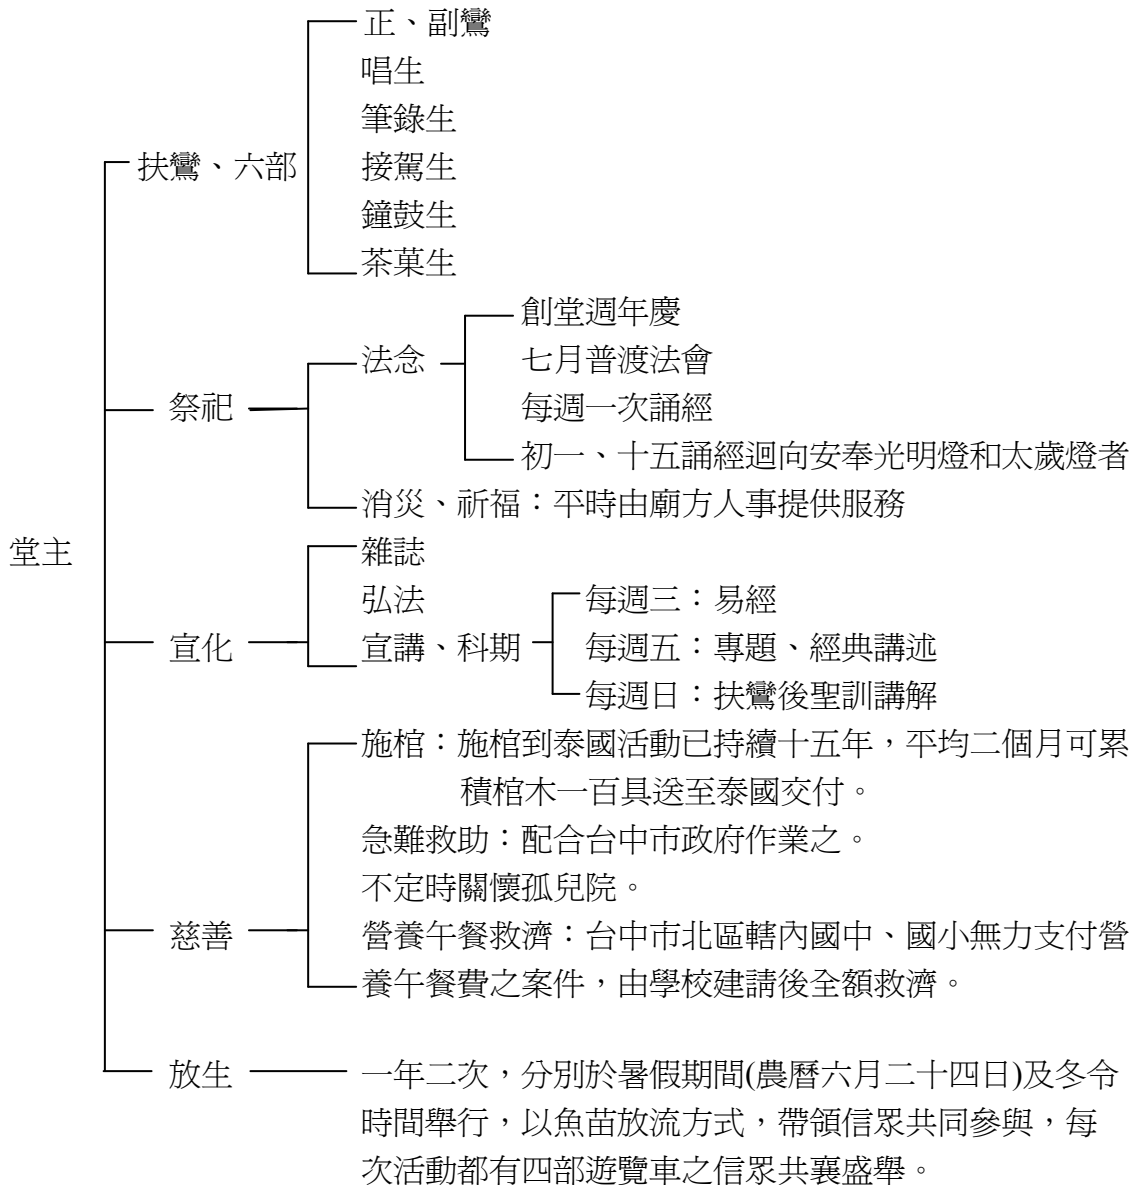 正、副鸞
唱生
筆錄生
扶鸞、六部
接駕生
鐘鼓生
茶菓生
創堂週年慶
法念
七月普渡法會
祭祀
每週一次誦經
初一、十五誦經迴向安奉光明燈和太歲燈者
消災、祈福：平時由廟方人事提供服務
堂主
雜誌
弘法
每週三：易經
宣化
宣講、科期
每週五：專題、經典講述
每週日：扶鸞後聖訓講解
施棺：施棺到泰國活動已持續十五年，平均二個月可累
積棺木一百具送至泰國交付。
急難救助：配合台中市政府作業之。
不定時關懷孤兒院。
慈善
營養午餐救濟：台中市北區轄內國中、國小無力支付營
養午餐費之案件，由學校建請後全額救濟。
放生
一年二次，分別於暑假期間(農曆六月二十四日)及冬令
時間舉行，以魚苗放流方式，帶領信眾共同參與，每
次活動都有四部遊覽車之信眾共襄盛舉。